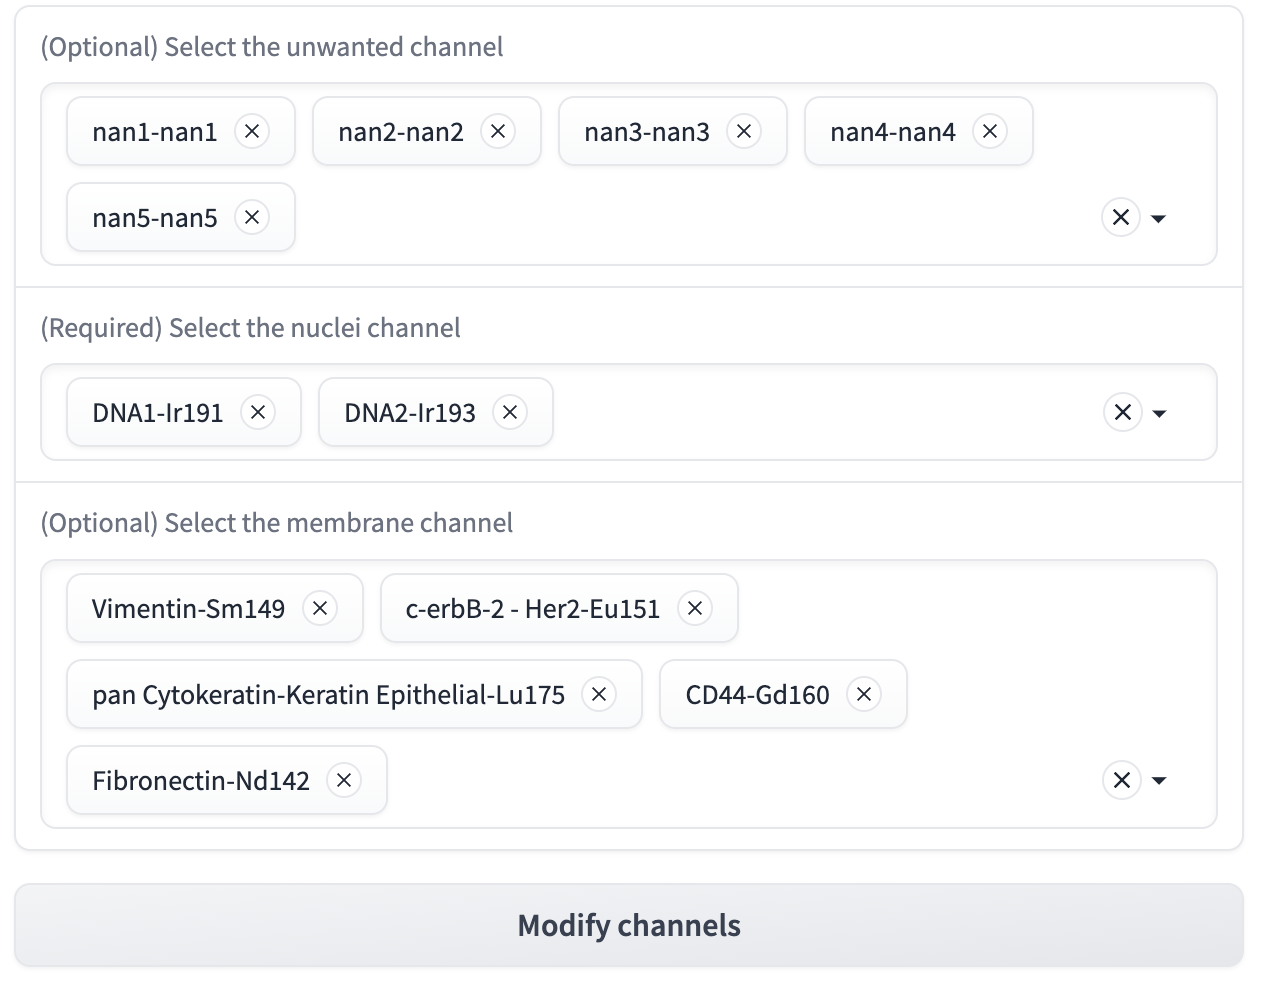 (Optional) Select the unwanted channel
nan1-nan1 nan2-nan2 nan3-nan3 nan4-nan4
nan5-nan5
(Required) Select the nuclei channel
DNA1-Ir191 DNA2-Ir193
(Optional) Select the membrane channel
Vimentin-Sm149 c-erbB-2 - Her2-Eu151
pan Cytokeratin-Keratin Epithelial-Lu175 CD44-Gd160
Fibronectin-Nd142
Modify channels